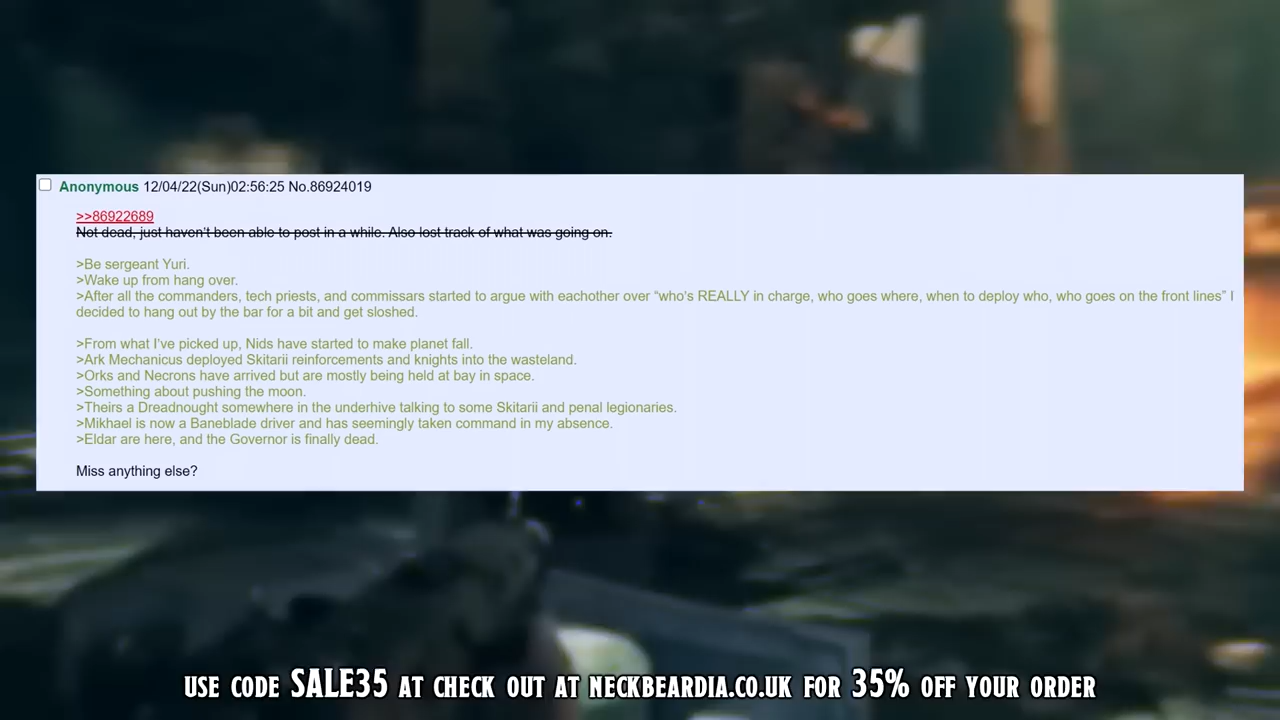 Anonymous 12/04/22(Sun)02:56:25 No.86924019
>>86922689
Not dead, just haven't been able to post in a while. Also lost track of what was going on.
>Be sergeant Yuri.
>Wake up from hang over.
>After all the commanders, tech priests, and commissars started to argue with eachother over “who's REALLY in charge, who goes where, when to deploy who, who goes on the front lines” I
decided to hang out by the bar for a bit and get sloshed.
>From what I've picked up, Nids have started to make planet fall.
>Ark Mechanicus deployed Skitarii reinforcements and knights into the wasteland.
>Orks and Necrons have arrived but are mostly being held at bay in space.
>Something about pushing the moon.
>Theirs a Dreadnought somewhere in the underhive talking to some Skitarii and penal legionaries.
>Mikhael is now a Baneblade driver and has seemingly taken command in my absence.
>Eldar are here, and the Governor is finally dead.
Miss anything else?
USE CODE SALE35 AT CHECK OUT AT NECKBEARDIA.CO.UK FOR 35% OFF YOUR ORDER